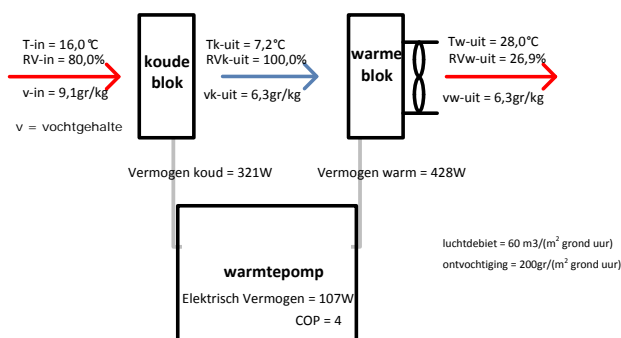 T-in = 16,0°C
RV-in = 80,0%
v-in = 9,1gr/kg
v = vochtgehalte
koude
blok
Tk-uit = 7,2°C
RVk-uit = 100,0%
vk-uit = 6,3gr/kg
warme
blok
Tw-uit = 28,0°C
RVw-uit = 26,9%
vw-uit = 6,3gr/kg
Vermogen koud = 321W
Vermogen warm = 428W
warmtepomp
Elektrisch Vermogen = 107W
COP = 4
luchtdebiet = 60 m3/(m² grond uur)
ontvochtiging = 200gr/(m² grond uur)